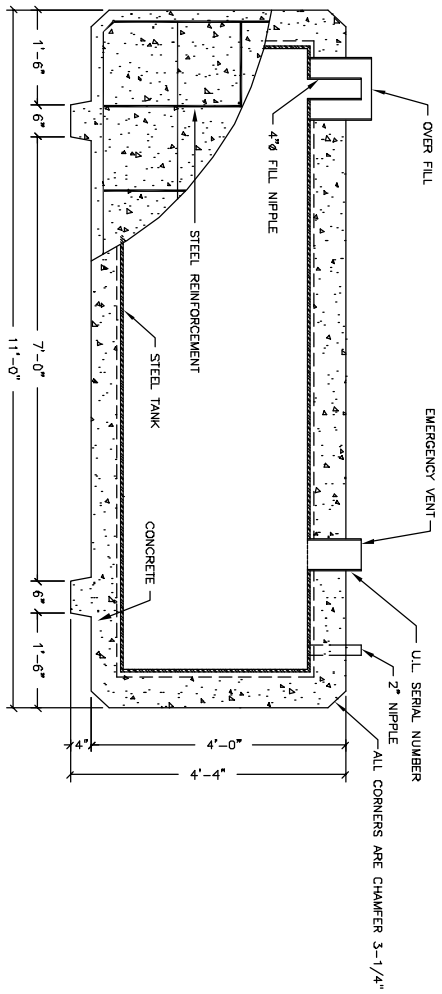 OVER FILL
4"ø FILL NIPPLE
EMERGENCY VENT
U.L. SERIAL NUMBER
2" NIPPLE
ALL CORNERS ARE CHAMFER 3-1/4"
STEEL REINFORCEMENT
STEEL TANK
CONCRETE
1'-6"
6"
7'-0"
6"
1'-6"
11'-0"
4"
4'-0"
4'-4"